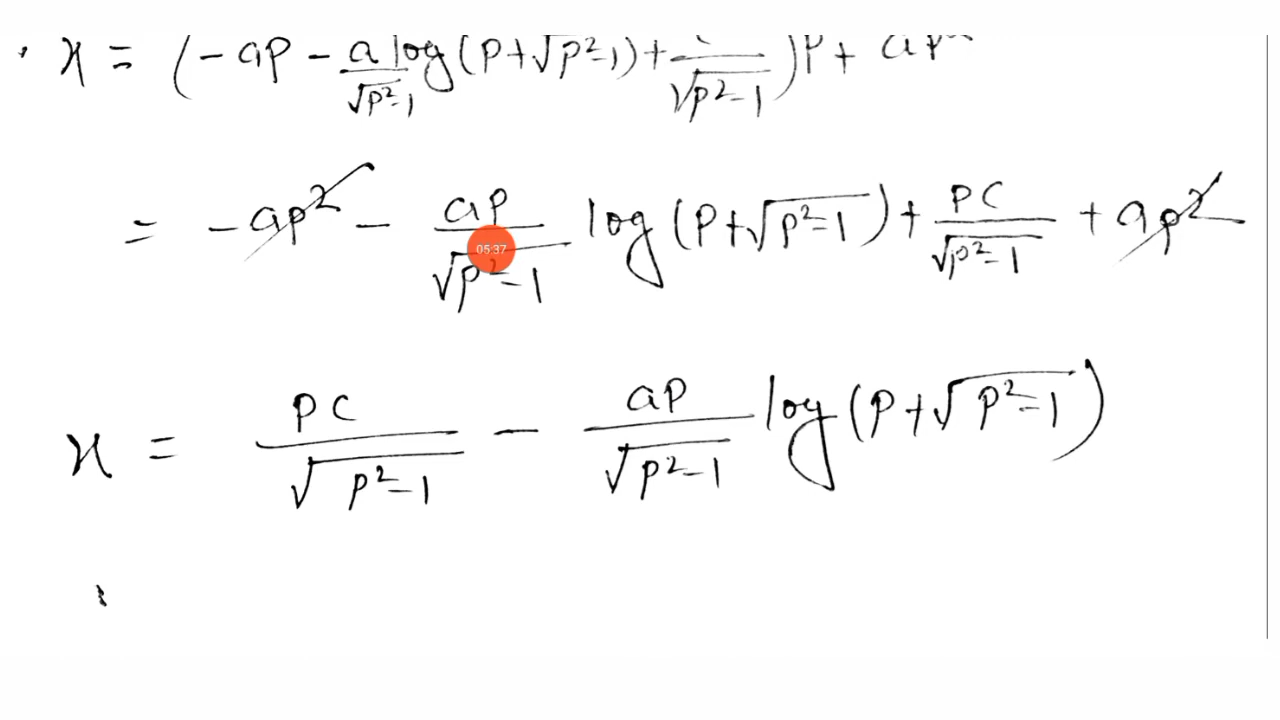 x = (-ap - a/√p²-1 log(p+√p²-1) + /√p²-1)p + ap²
= -ap² - ap/√p²-1 log(p+√p²-1) + pc/√p²-1 + ap²
05:37
x = pc/√p²-1 - ap/√p²-1 log(p+√p²-1)